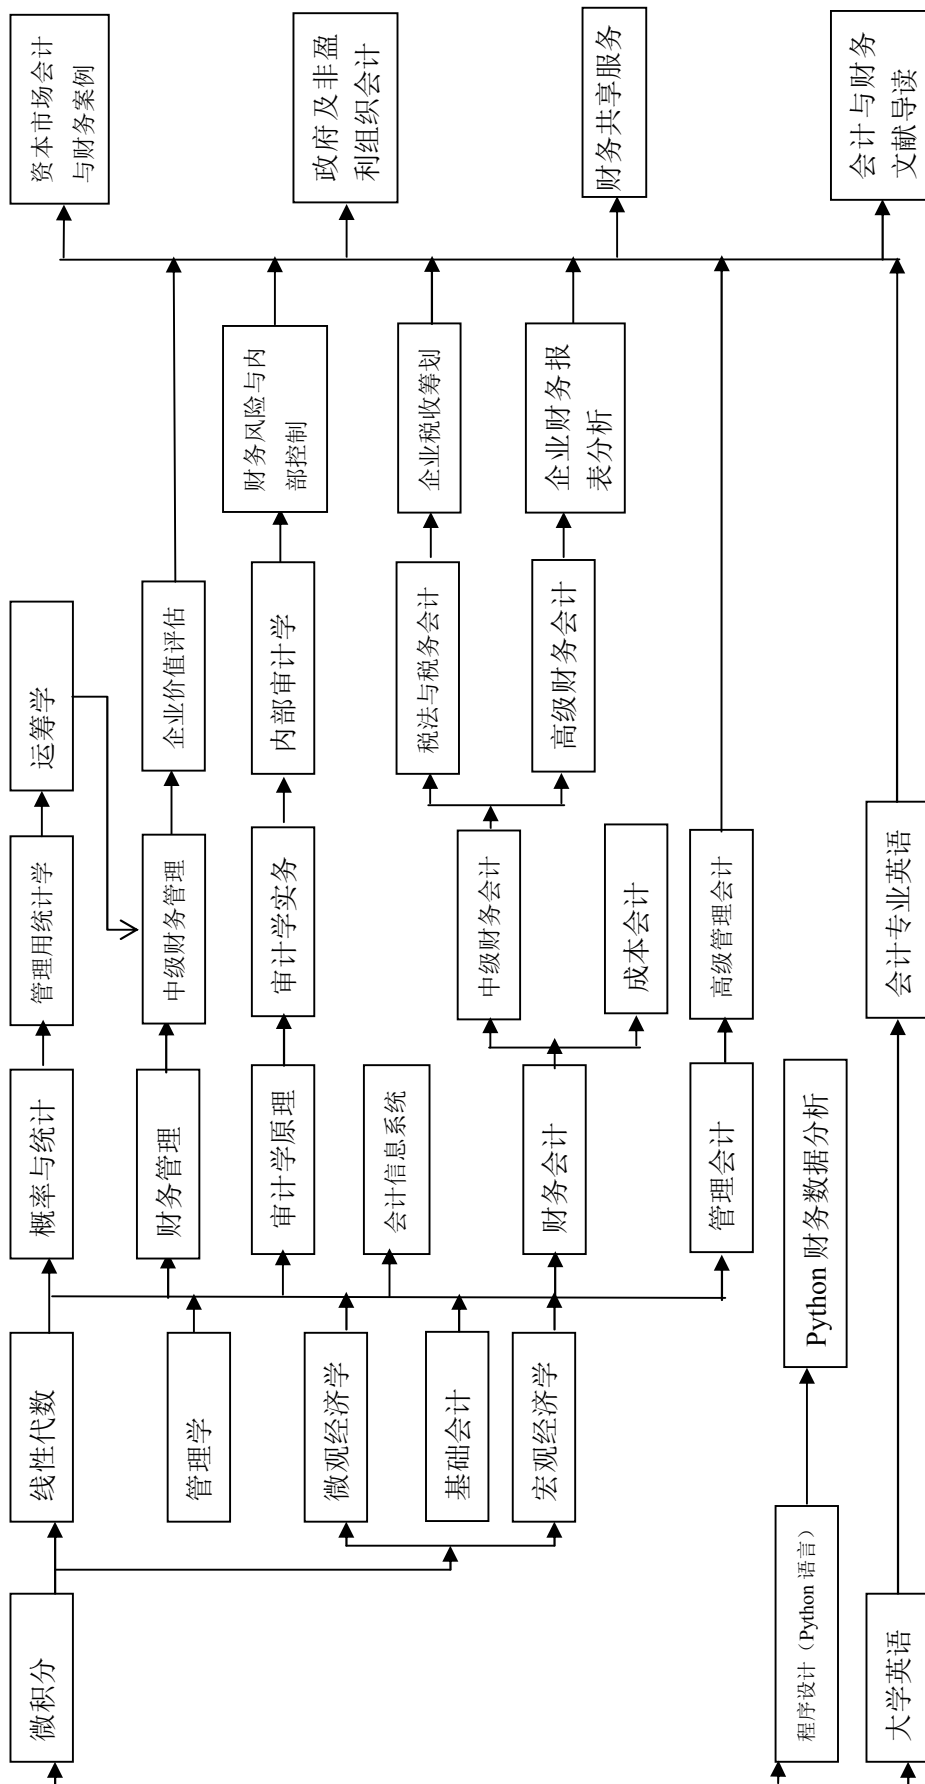 微积分
程序设计（Python 语言）
大学英语
线性代数
管理学
微观经济学
基础会计
宏观经济学
概率与统计
财务管理
审计学原理
会计信息系统
财务会计
管理会计
Python 财务数据分析
管理用统计学
中级财务管理
审计学实务
中级财务会计
成本会计
高级管理会计
会计专业英语
运筹学
企业价值评估
内部审计学
税法与税务会计
高级财务会计
财务风险与内
部控制
企业税收筹划
企业财务报
表分析
资本市场会计
与财务案例
政府及非盈
利组织会计
财务共享服务
会计与财务
文献导读